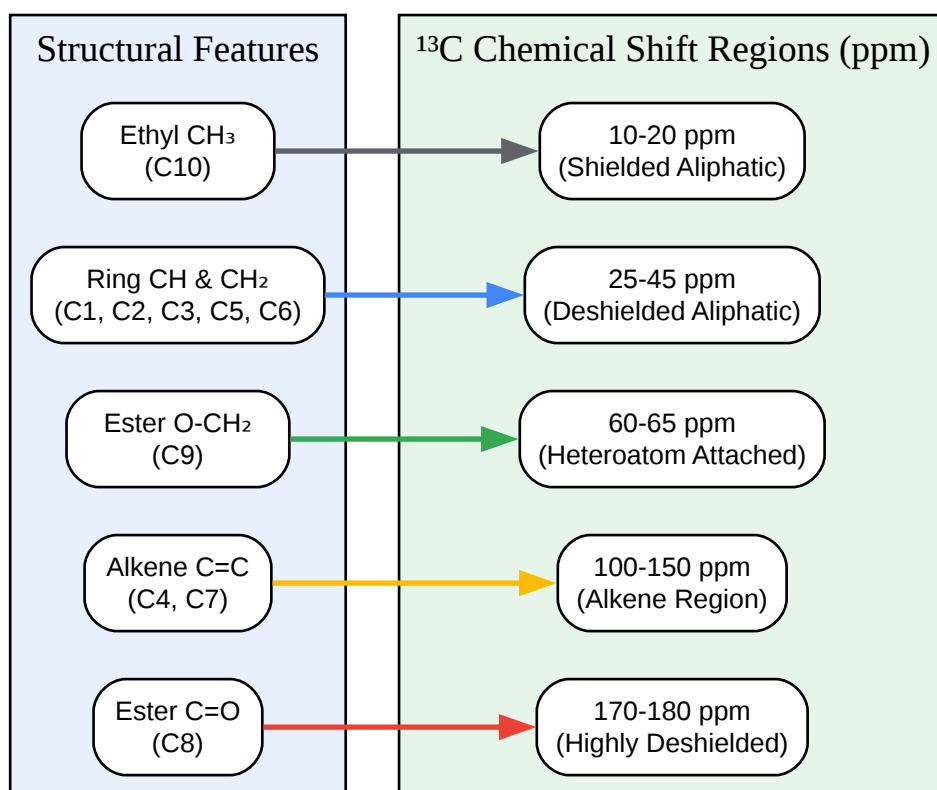 Structural Features
Ethyl CH₃
(C10)
Ring CH & CH₂
(C1, C2, C3, C5, C6)
Ester O-CH₂
(C9)
Alkene C=C
(C4, C7)
Ester C=O
(C8)
¹³C Chemical Shift Regions (ppm)
10-20 ppm
(Shielded Aliphatic)
25-45 ppm
(Deshielded Aliphatic)
60-65 ppm
(Heteroatom Attached)
100-150 ppm
(Alkene Region)
170-180 ppm
(Highly Deshielded)